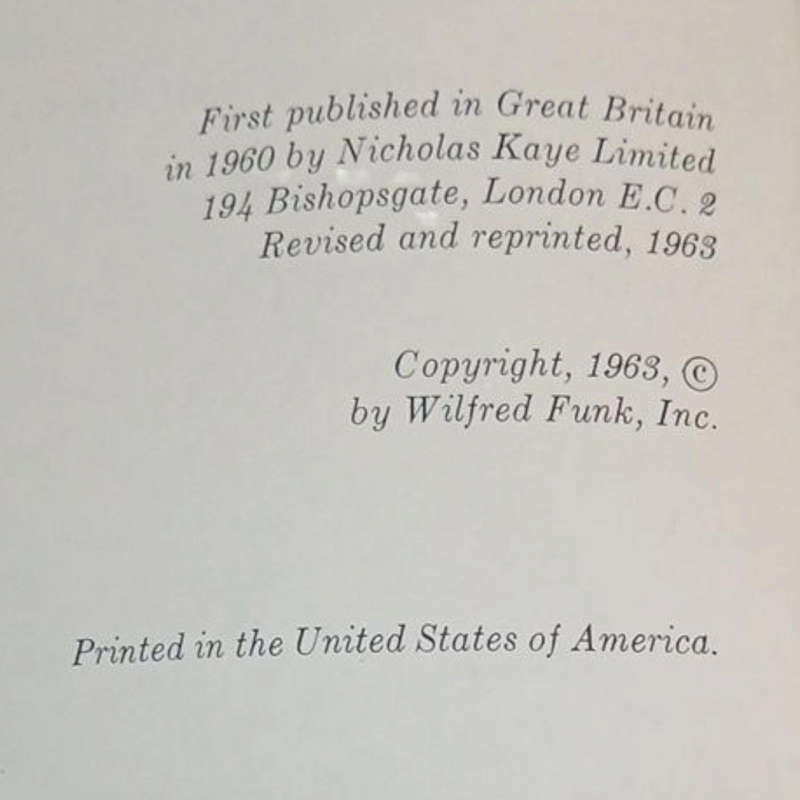 First published in Great Britain
in 1960 by Nicholas Kaye Limited
194 Bishopsgate, London E.C. 2
Revised and reprinted, 1963
Copyright, 1963, ©
by Wilfred Funk, Inc.
Printed in the United States of America.